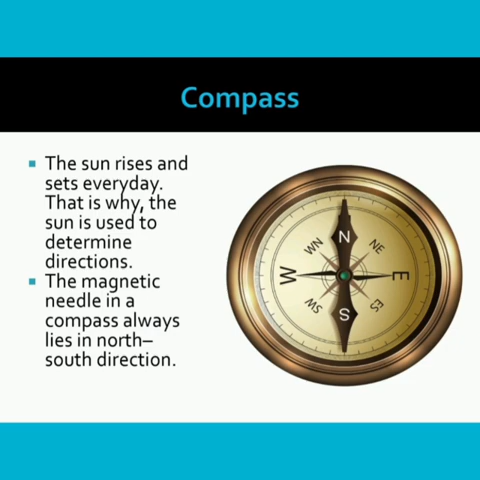 Compass
The sun rises and
sets everyday.
That is why, the
sun is used to
determine
directions.
The magnetic
needle in a
compass always
lies in north–
south direction.
N
NE
E
ES
S
SW
W
WN